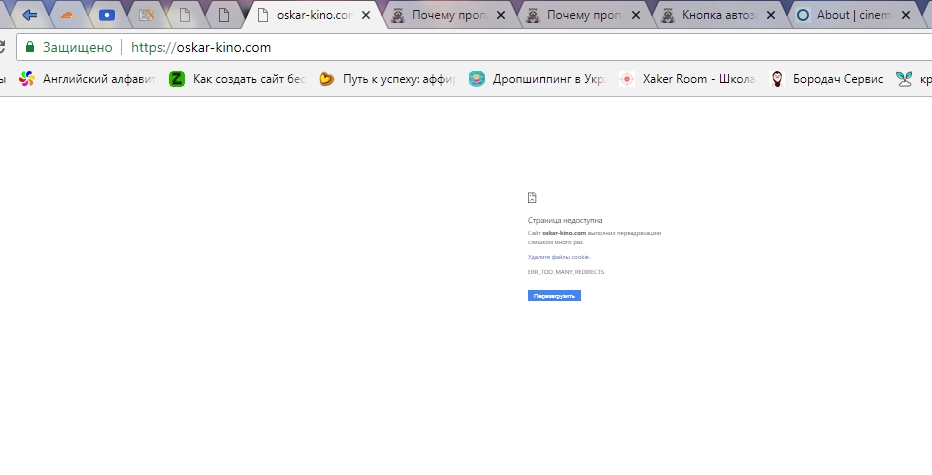 oskar-kino.com
Почему проп
Почему проп
Кнопка автоз
About | cinem
Защищено
https://oskar-kino.com
ы
Английский алфавит
Как создать сайт бес
Путь к успеху: аффи
Дропшиппинг в Укр
Xaker Room - Школа
Бородач Сервис
кр
Страница недоступна
Сайт oskar-kino.com выполнил переадресацию
слишком много раз.
Удалите файлы cookie.
ERR_TOO_MANY_REDIRECTS
Перезагрузить